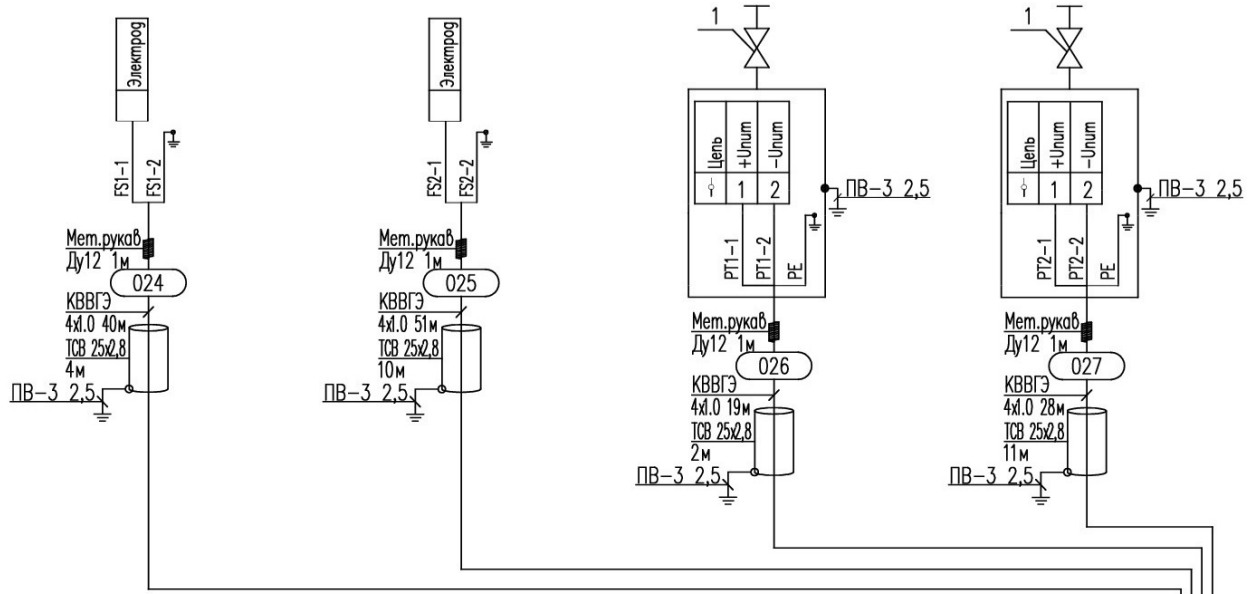 Электрод
FS1-1
FS1-2
Мет.рукав
Ду12 1м
024
КВВГЭ
4х1.0 40м
ТСВ 25х2,8
4м
ПВ-3 2,5
Электрод
FS2-1
FS2-2
Мет.рукав
Ду12 1м
025
КВВГЭ
4х1.0 51м
ТСВ 25х2,8
10м
ПВ-3 2,5
1
Цепь
+Uпит
-Uпит
1
2
ПВ-3 2,5
PT1-1
PT1-2
PE
Мет.рукав
Ду12 1м
026
КВВГЭ
4х1.0 19м
ТСВ 25х2,8
2м
ПВ-3 2,5
1
Цепь
+Uпит
-Uпит
1
2
ПВ-3 2,5
PT2-1
PT2-2
PE
Мет.рукав
Ду12 1м
027
КВВГЭ
4х1.0 28м
ТСВ 25х2,8
11м
ПВ-3 2,5